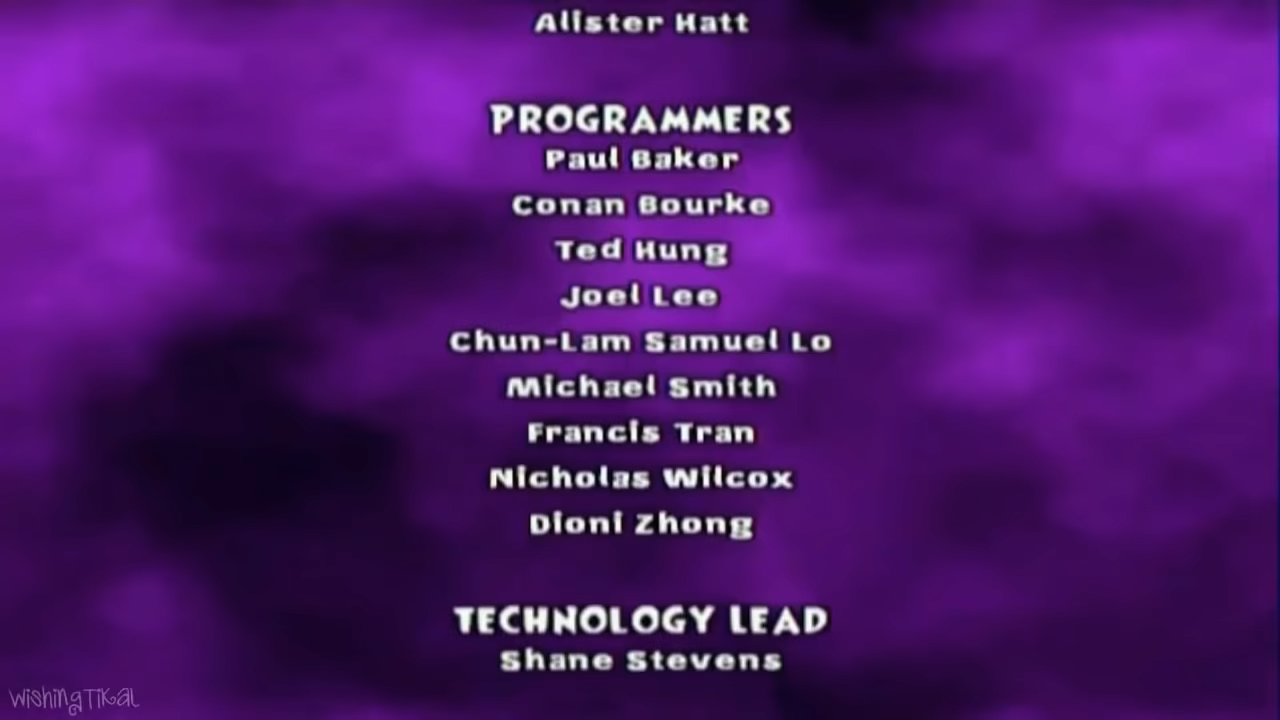 Alister Hatt
PROGRAMMERS
Paul Baker
Conan Bourke
Ted Hung
Joel Lee
Chun-Lam Samuel Lo
Michael Smith
Francis Tran
Nicholas Wilcox
Dioni Zhong
TECHNOLOGY LEAD
Shane Stevens
WishingTikal